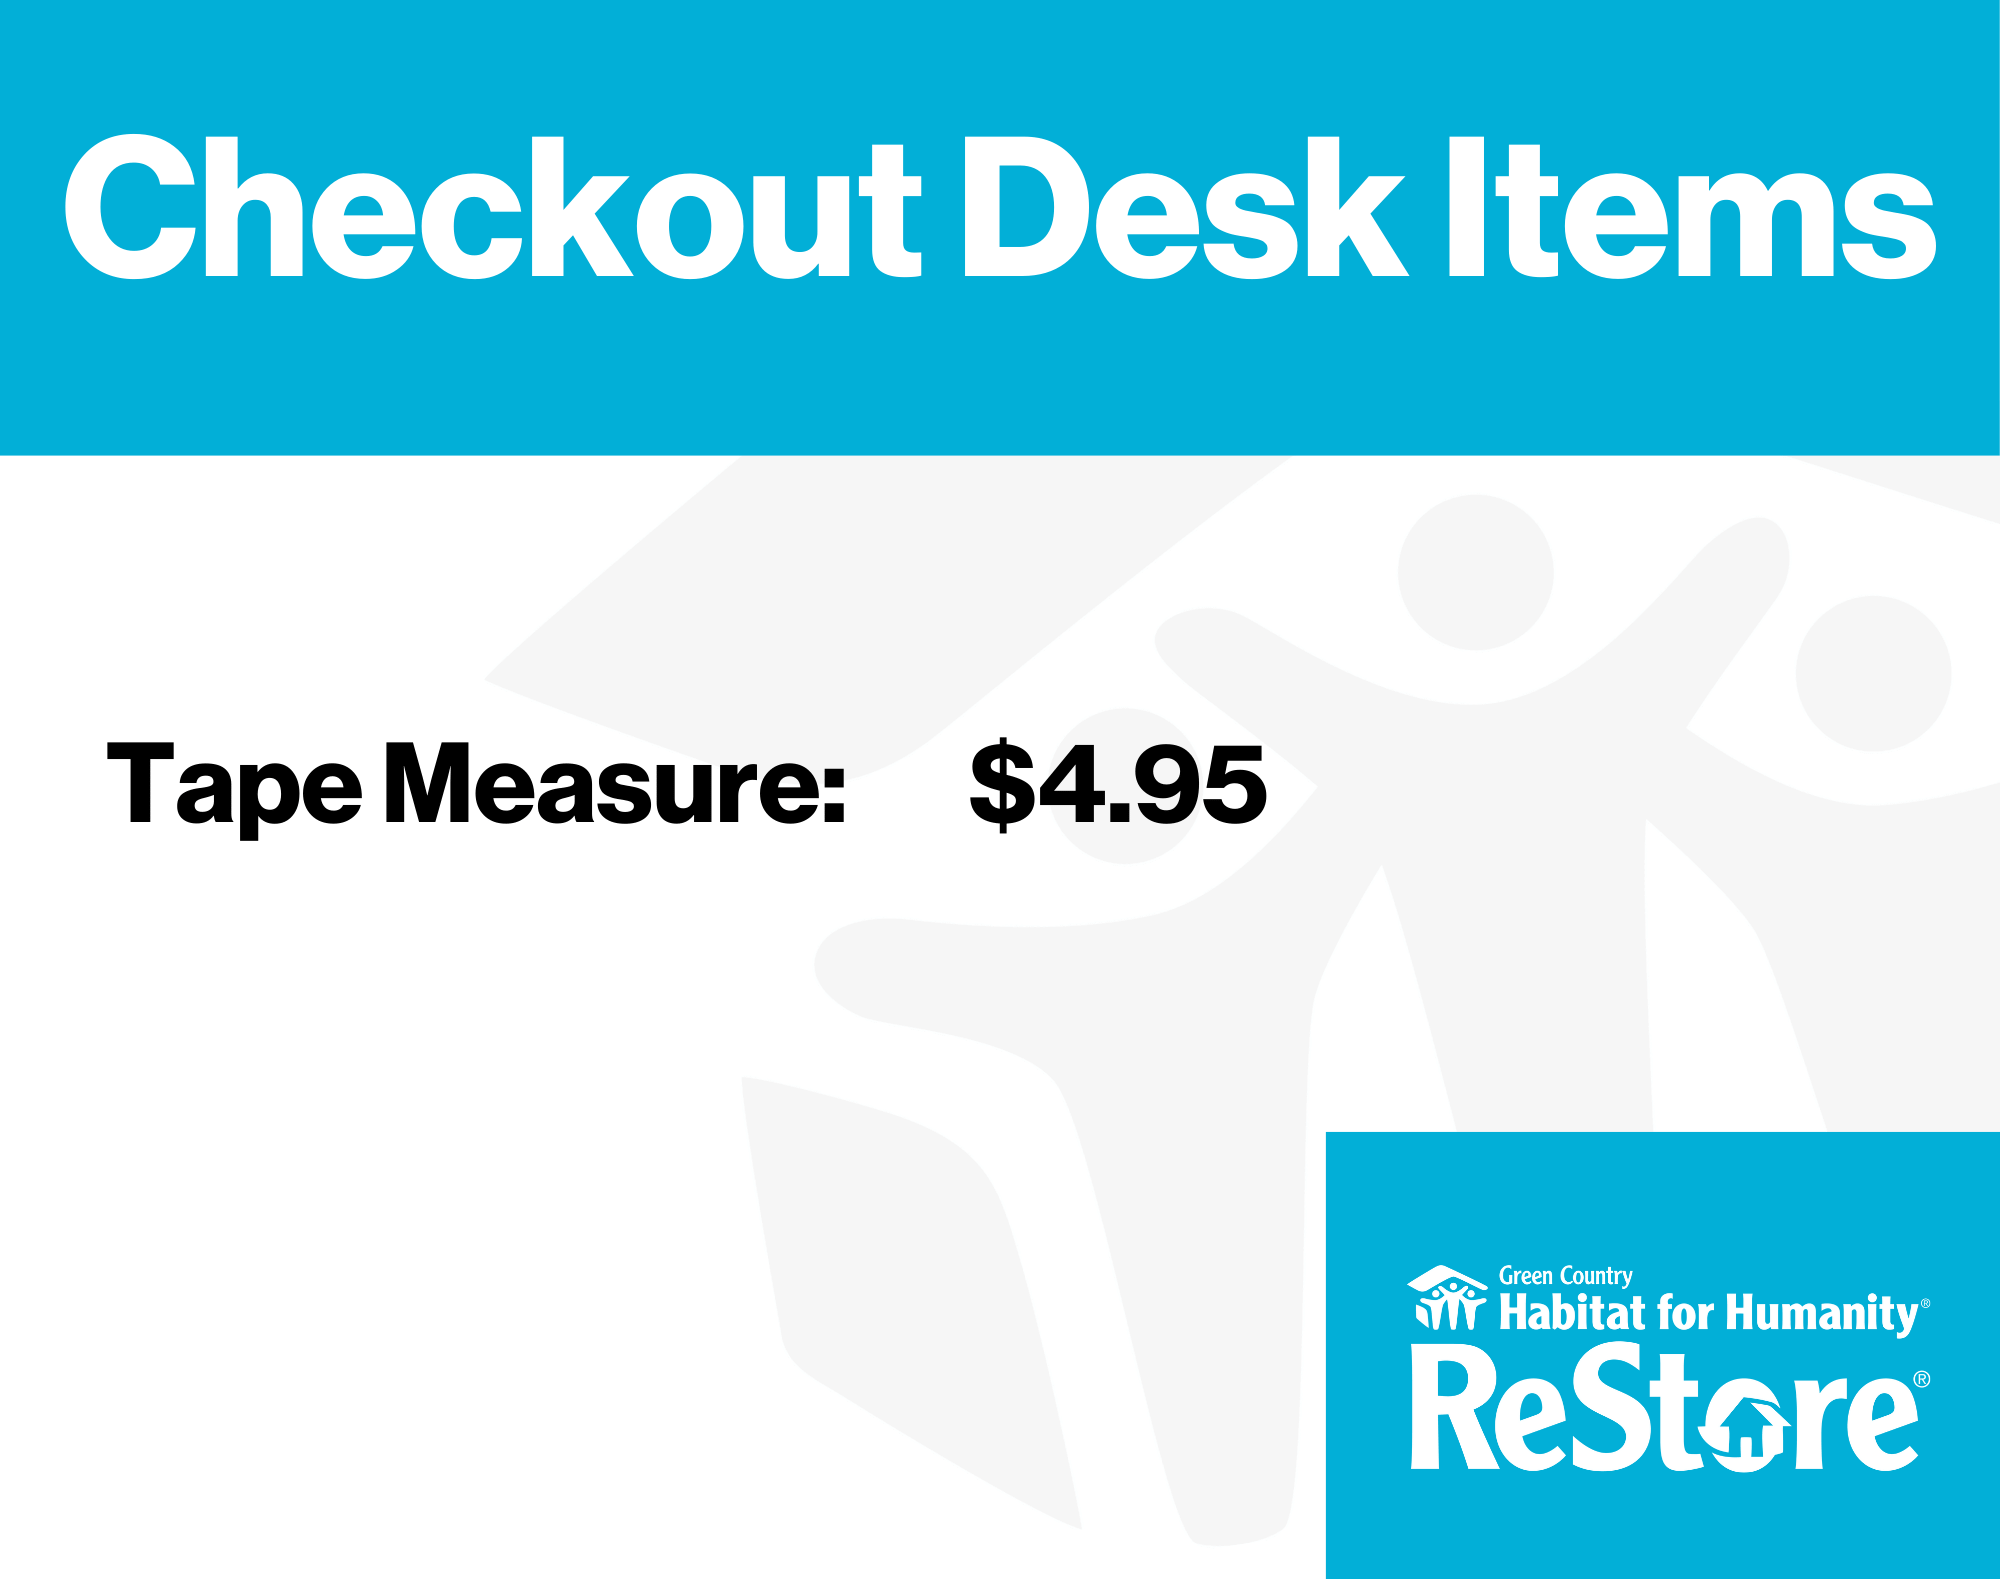 Checkout Desk Items
Tape Measure: $4.95
Green Country
Habitat for Humanity®
ReStore®